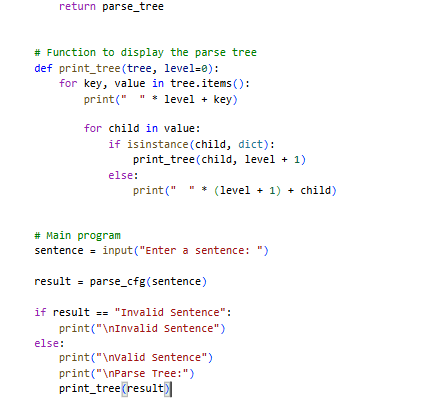 return parse_tree
# Function to display the parse tree
def print_tree(tree, level=0):
    for key, value in tree.items():
        print("  " * level + key)
        for child in value:
            if isinstance(child, dict):
                print_tree(child, level + 1)
            else:
                print("  " * (level + 1) + child)
# Main program
sentence = input("Enter a sentence: ")
result = parse_cfg(sentence)
if result == "Invalid Sentence":
    print("\nInvalid Sentence")
else:
    print("\nValid Sentence")
    print("\nParse Tree:")
    print_tree(result)